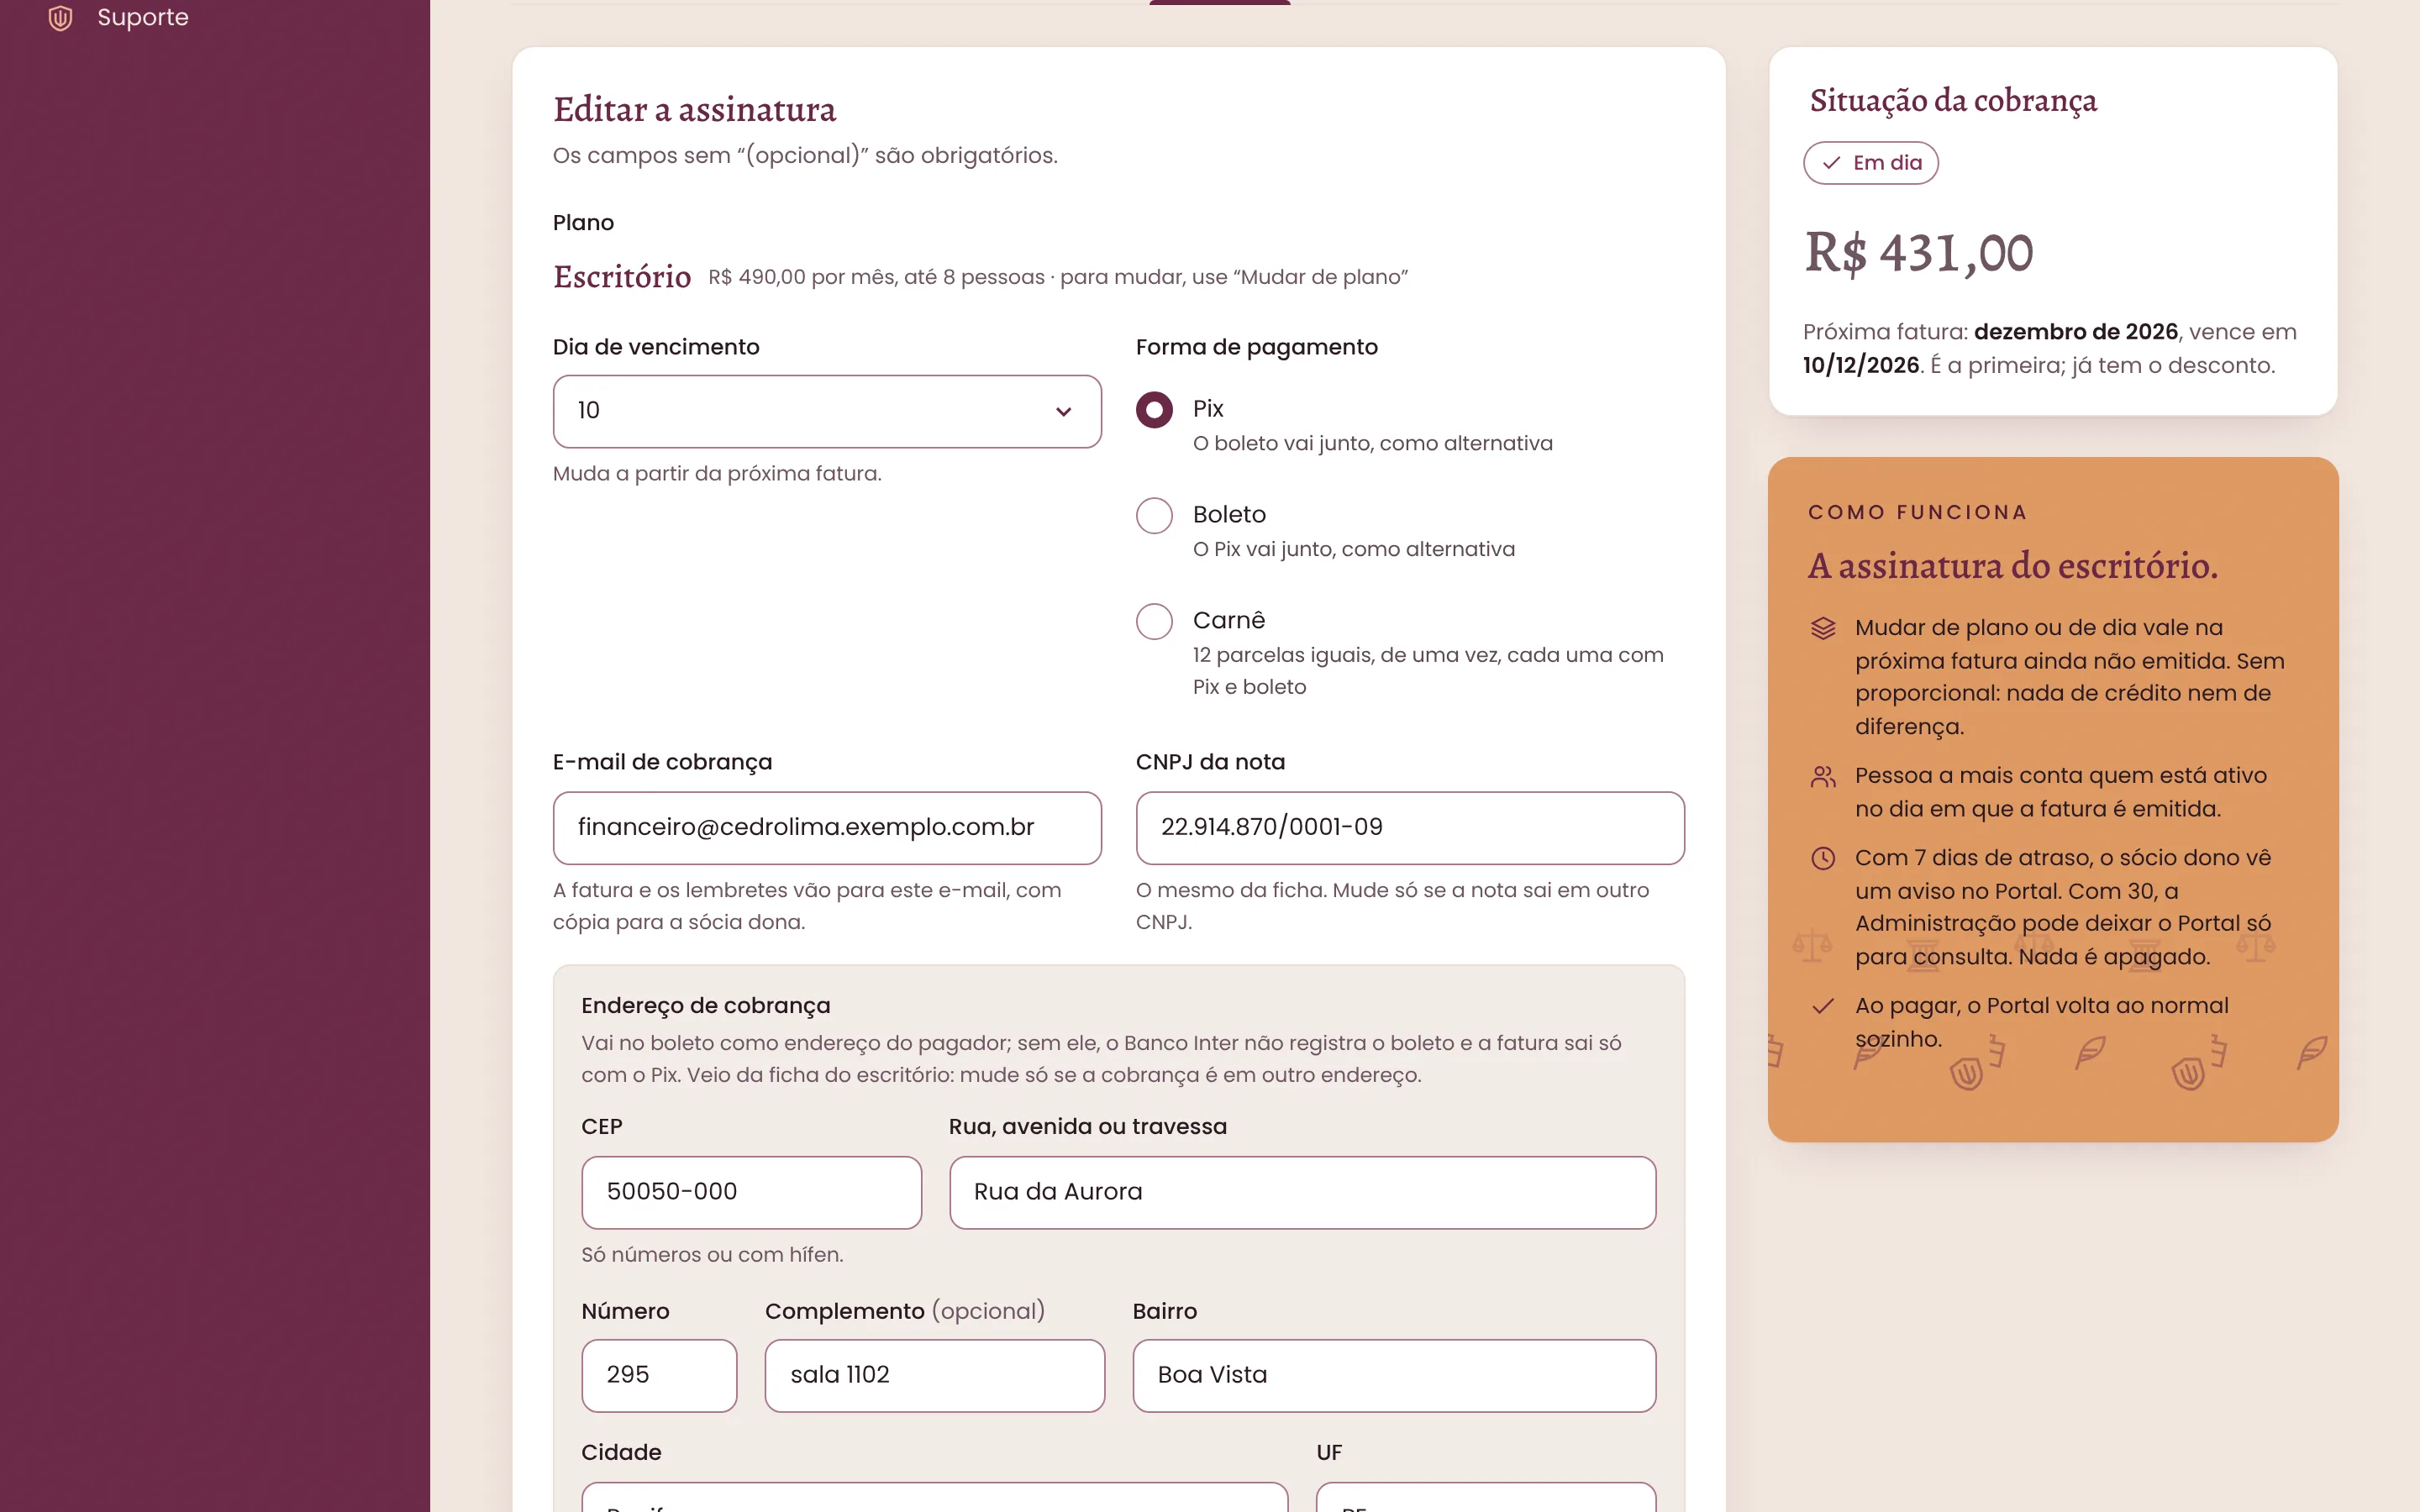 Suporte
Editar a assinatura
Os campos sem “(opcional)” são obrigatórios.
Plano
Escritório R$ 490,00 por mês, até 8 pessoas · para mudar, use “Mudar de plano”
Dia de vencimento
10
Muda a partir da próxima fatura.
Forma de pagamento
Pix
O boleto vai junto, como alternativa
Boleto
O Pix vai junto, como alternativa
Carnê
12 parcelas iguais, de uma vez, cada uma com
Pix e boleto
E-mail de cobrança
financeiro@cedrolima.exemplo.com.br
A fatura e os lembretes vão para este e-mail, com
cópia para a sócia dona.
CNPJ da nota
22.914.870/0001-09
O mesmo da ficha. Mude só se a nota sai em outro
CNPJ.
Endereço de cobrança
Vai no boleto como endereço do pagador; sem ele, o Banco Inter não registra o boleto e a fatura sai só
com o Pix. Veio da ficha do escritório: mude só se a cobrança é em outro endereço.
CEP
50050-000
Só números ou com hífen.
Rua, avenida ou travessa
Rua da Aurora
Número
295
Complemento (opcional)
sala 1102
Bairro
Boa Vista
Cidade
UF
Situação da cobrança
Em dia
R$ 431,00
Próxima fatura: dezembro de 2026, vence em
10/12/2026. É a primeira; já tem o desconto.
COMO FUNCIONA
A assinatura do escritório.
Mudar de plano ou de dia vale na
próxima fatura ainda não emitida. Sem
proporcional: nada de crédito nem de
diferença.
Pessoa a mais conta quem está ativo
no dia em que a fatura é emitida.
Com 7 dias de atraso, o sócio dono vê
um aviso no Portal. Com 30, a
Administração pode deixar o Portal só
para consulta. Nada é apagado.
Ao pagar, o Portal volta ao normal
sozinho.